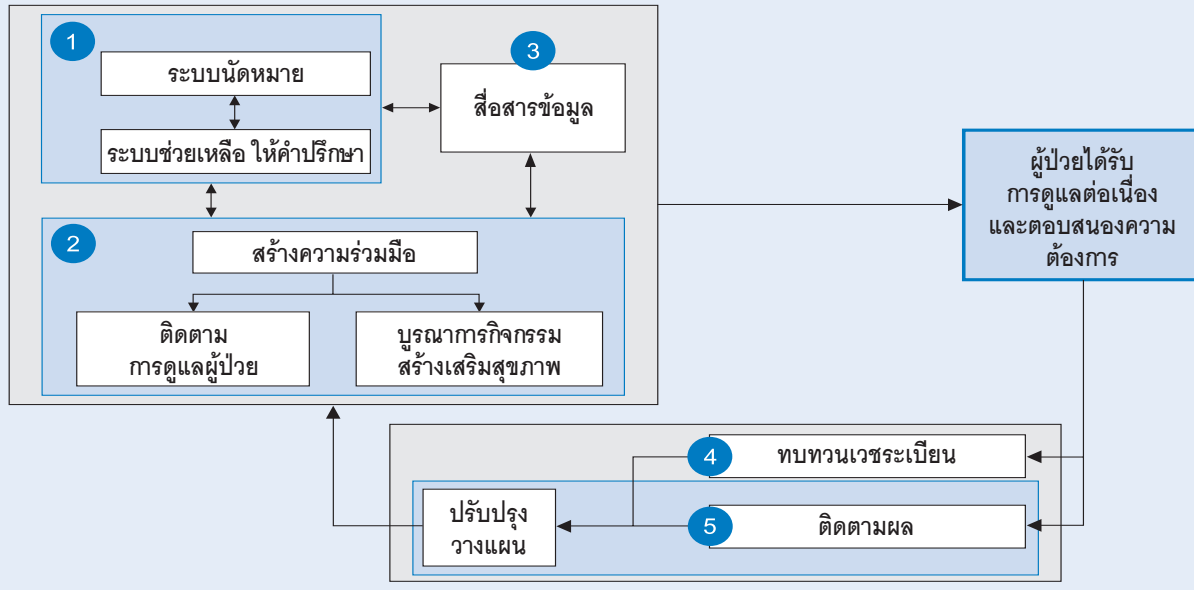 1
ระบบนัดหมาย
ระบบช่วยเหลือ ให้คำปรึกษา
3
สื่อสารข้อมูล
2
สร้างความร่วมมือ
ติดตาม
การดูแลผู้ป่วย
บูรณาการกิจกรรม
สร้างเสริมสุขภาพ
ผู้ป่วยได้รับ
การดูแลต่อเนื่อง
และตอบสนองความ
ต้องการ
4
ทบทวนเวชระเบียน
5
ติดตามผล
ปรับปรุง
วางแผน